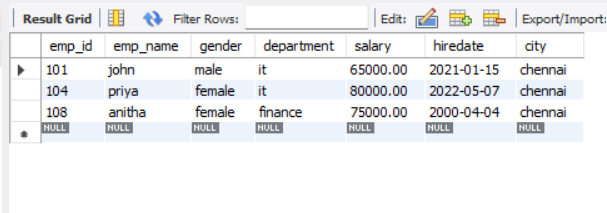 Result Grid Filter Rows: Edit: Export/Import:
emp_id emp_name gender department salary hiredate city
101 john male it 65000.00 2021-01-15 chennai
104 priya female it 80000.00 2022-05-07 chennai
108 anitha female finance 75000.00 2000-04-04 chennai
NULL NULL NULL NULL NULL NULL NULL